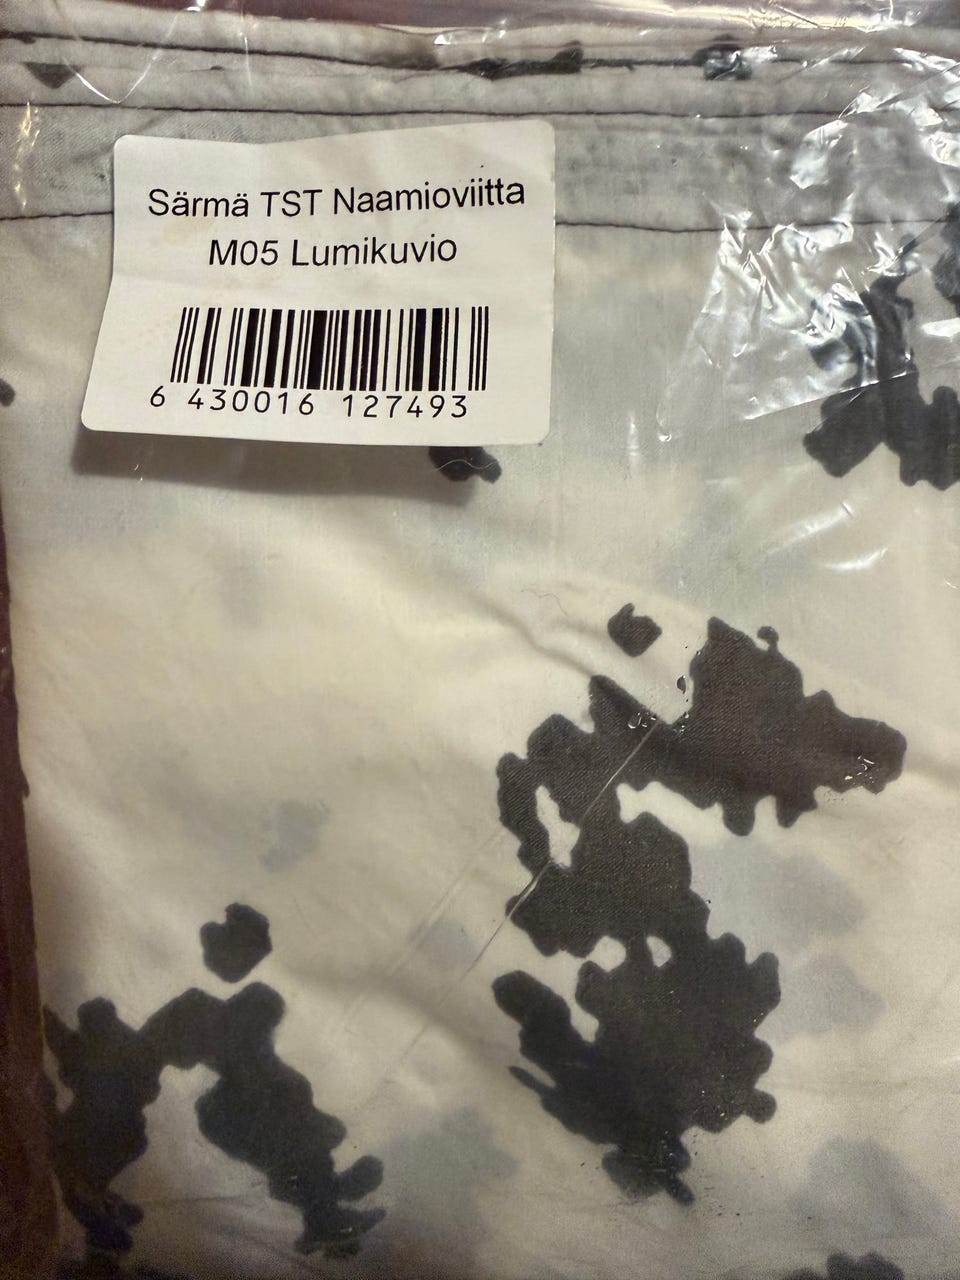 Särmä TST Naamioviitta
M05 Lumikuvio
6 430016 127493